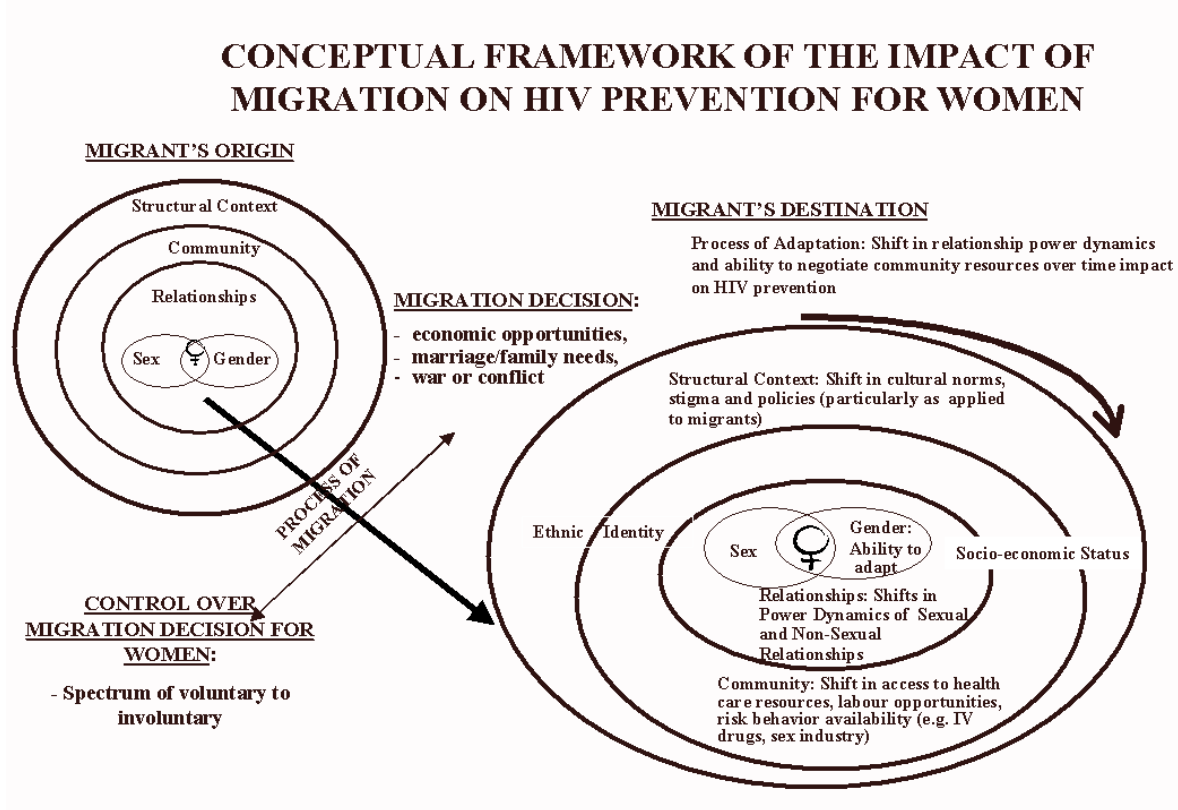 CONCEPTUAL FRAMEWORK OF THE IMPACT OF
MIGRATION ON HIV PREVENTION FOR WOMEN
MIGRANT'S ORIGIN
Structural Context
Community
Relationships
Sex
Gender
MIGRATION DECISION:
- economic opportunities,
- marriage/family needs,
- war or conflict
PROCESS OF
MIGRATION
CONTROL OVER
MIGRATION DECISION FOR
WOMEN:
- Spectrum of voluntary to
involuntary
MIGRANT'S DESTINATION
Process of Adaptation: Shift in relationship power dynamics
and ability to negotiate community resources over time impact
on HIV prevention
Structural Context: Shift in cultural norms,
stigma and policies (particularly as applied
to migrants)
Ethnic Identity
Sex
Gender:
Ability to
adapt
Socio-economic Status
Relationships: Shifts in
Power Dynamics of Sexual
and Non-Sexual
Relationships
Community: Shift in access to health
care resources, labour opportunities,
risk behavior availability (e.g. IV
drugs, sex industry)